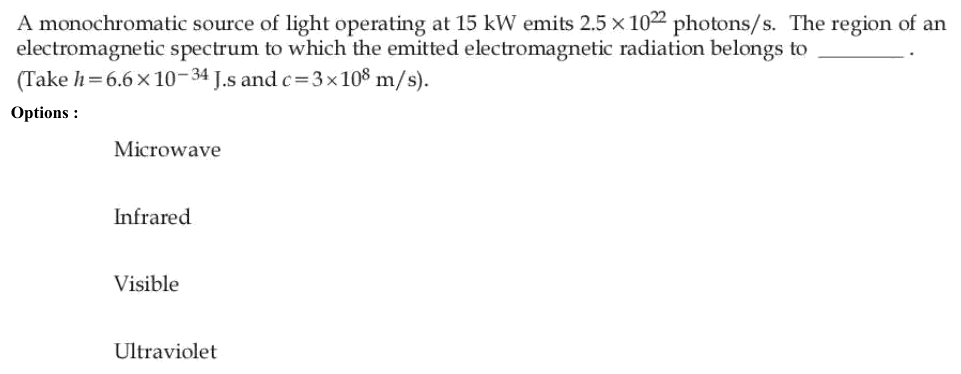 A monochromatic source of light operating at 15 kW emits 2.5 × 10²² photons/s. The region of an
electromagnetic spectrum to which the emitted electromagnetic radiation belongs to ________ .
(Take h = 6.6 × 10⁻³⁴ J.s and c = 3 × 10⁸ m/s).
Options :
Microwave
Infrared
Visible
Ultraviolet